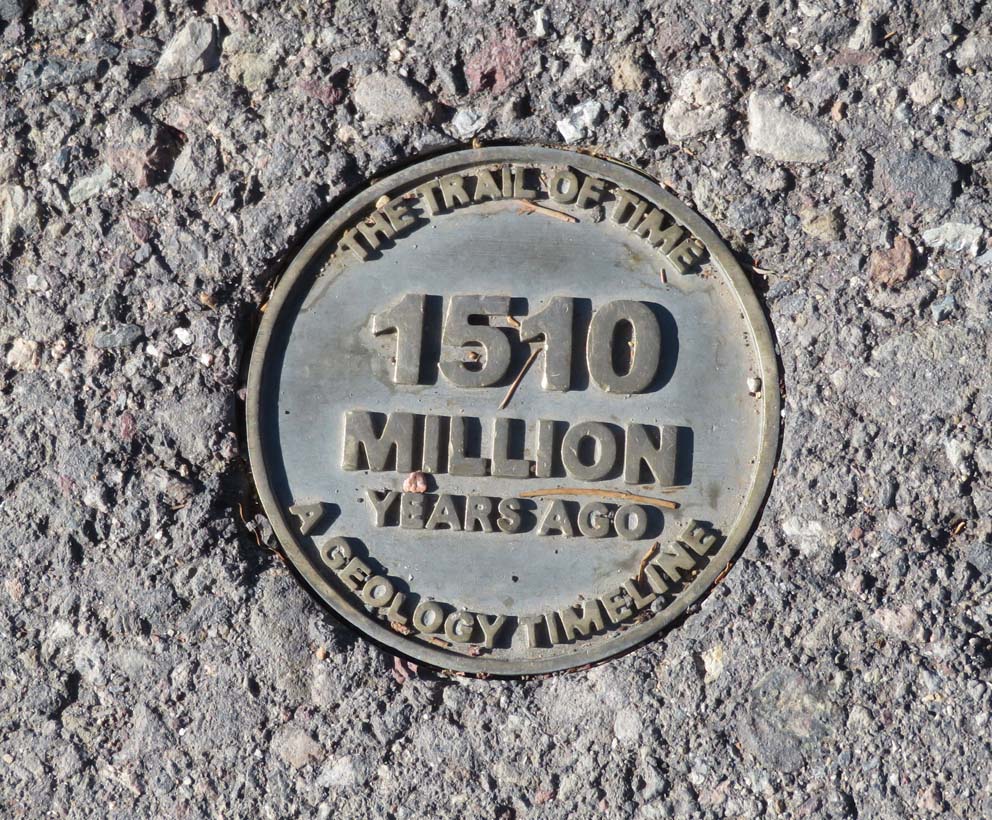 THE TRAIL OF TIME
1510
MILLION
YEARS AGO
A GEOLOGY TIMELINE